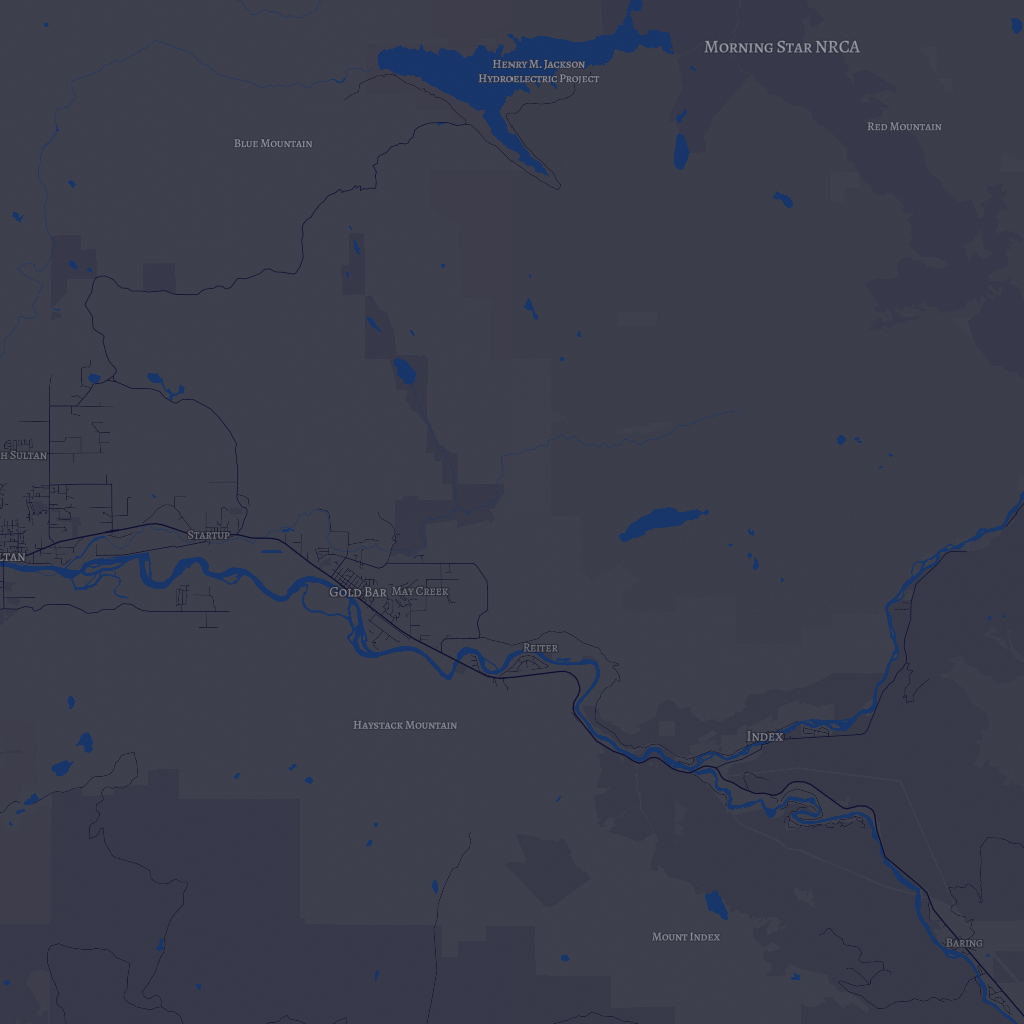 Morning Star NRCA
Henry M. Jackson
Hydroelectric Project
Red Mountain
Blue Mountain
h Sultan
Startup
ltan
Gold Bar
May Creek
Reiter
Haystack Mountain
Index
Mount Index
Baring